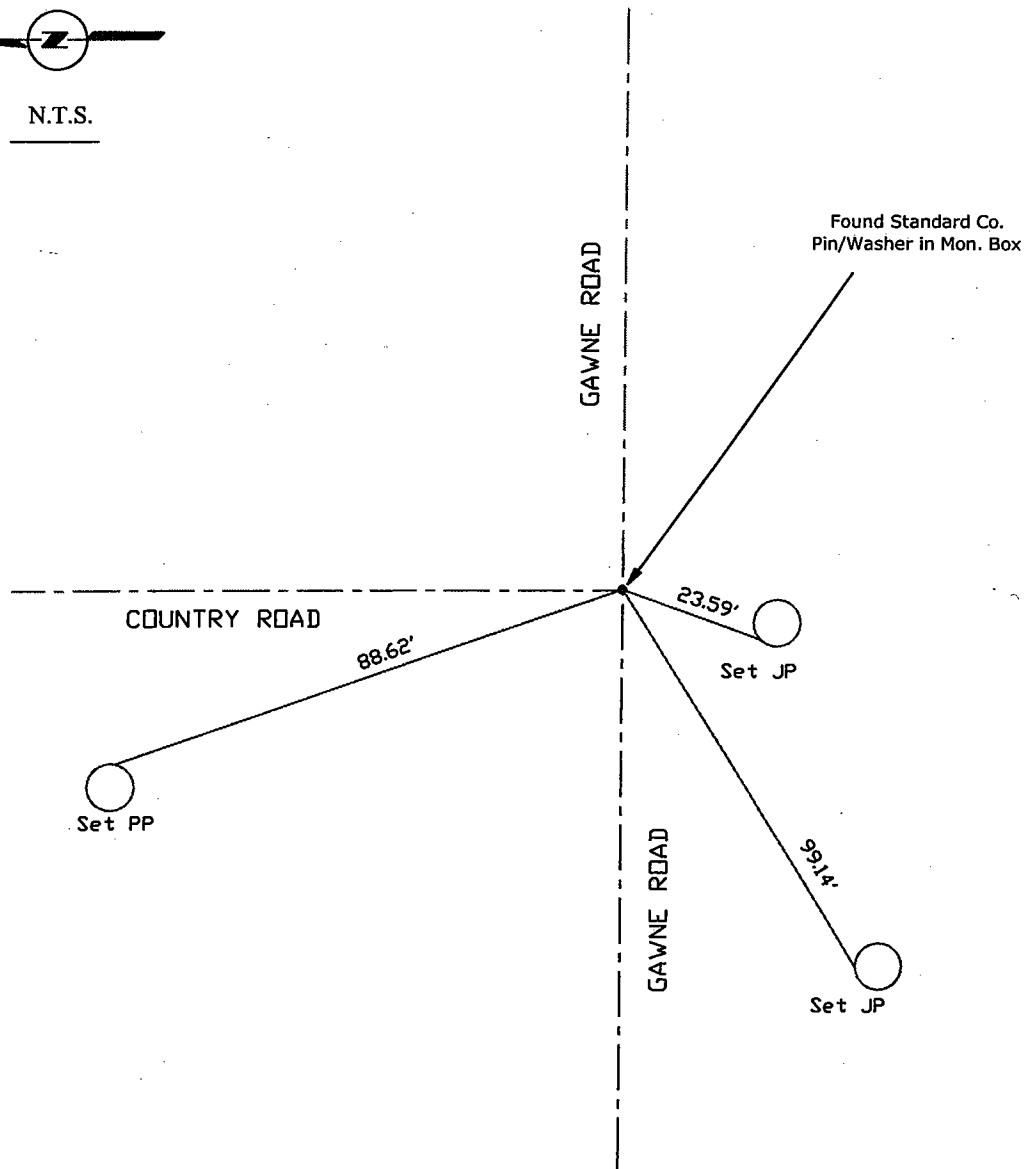 N.T.S.
Found Standard Co.
Pin/Washer in Mon. Box
GAWNE ROAD
COUNTRY ROAD
23.59'
88.62'
Set JP
Set PP
GAWNE ROAD
99.14'
Set JP